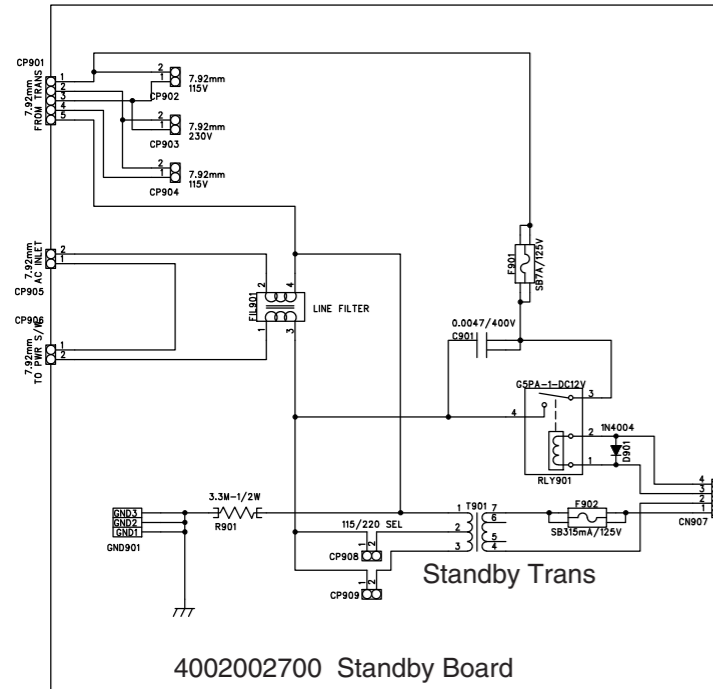 CP901
7.92mm
FROM TRANS
1
2
3
4
5
2
1
7.92mm
115V
CP902
2
1
7.92mm
230V
CP903
2
1
7.92mm
115V
CP904
7.92mm
AC INLET
2
1
CP905
CP906
7.92mm
TO PWR S/W
1
2
2
4
FIL901
LINE FILTER
1
3
F901
SB7A/125V
0.0047/400V
C901
G5PA-1-DC12V
3
4
2
1
RLY901
1N4004
D901
4
3
2
1
CN907
3.3M-1/2W
R901
GND3
GND2
GND1
GND901
115/220 SEL
1
2
CP908
1
2
CP909
T901
1
2
3
7
6
5
4
F902
SB315mA/125V
Standby Trans
4002002700 Standby Board